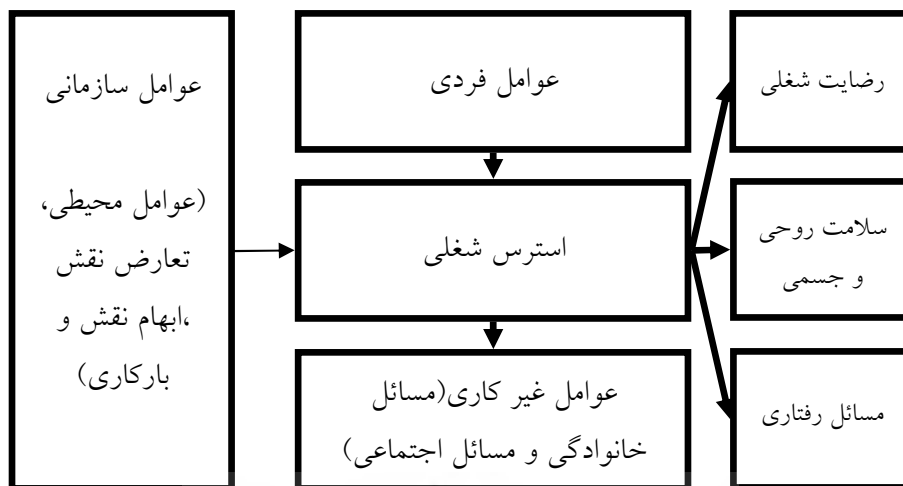 عوامل سازمانی
(عوامل محیطی،
تعارض نقش
،ابهام نقش و
بارکاری)
عوامل فردی
استرس شغلی
عوامل غیر کاری(مسائل
خانوادگی و مسائل اجتماعی)
رضایت شغلی
سلامت روحی
و جسمی
مسائل رفتاری